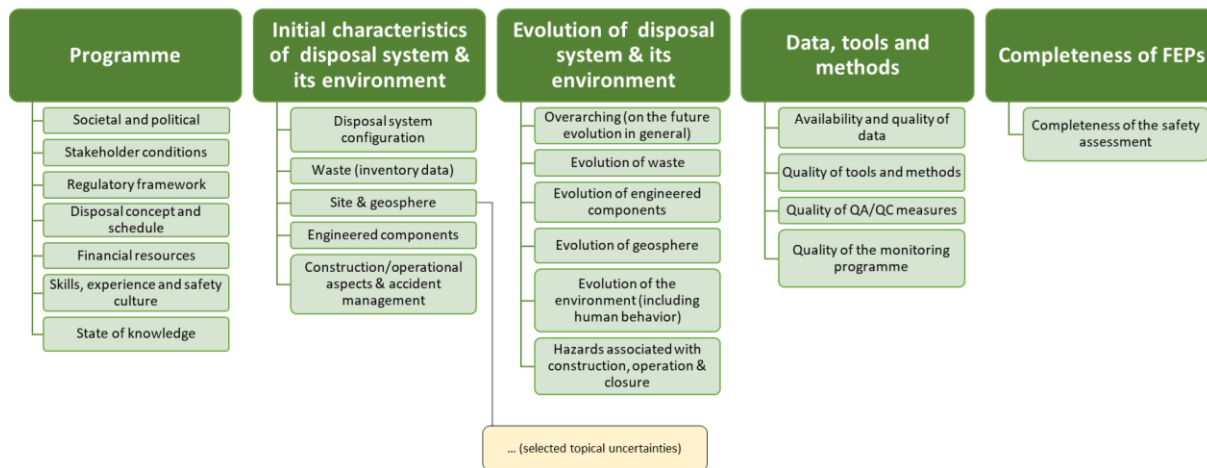 Programme
Societal and political
Stakeholder conditions
Regulatory framework
Disposal concept and
schedule
Financial resources
Skills, experience and safety
culture
State of knowledge
Initial characteristics
of disposal system &
its environment
Disposal system
configuration
Waste (inventory data)
Site & geosphere
Engineered components
Construction/operational
aspects & accident
management
Evolution of disposal
system & its
environment
Overarching (on the future
evolution in general)
Evolution of waste
Evolution of engineered
components
Evolution of geosphere
Evolution of the
environment (including
human behavior)
Hazards associated with
construction, operation &
closure
Data, tools and
methods
Availability and quality of
data
Quality of tools and methods
Quality of QA/QC measures
Quality of the monitoring
programme
Completeness of FEPs
Completeness of the safety
assessment
... (selected topical uncertainties)